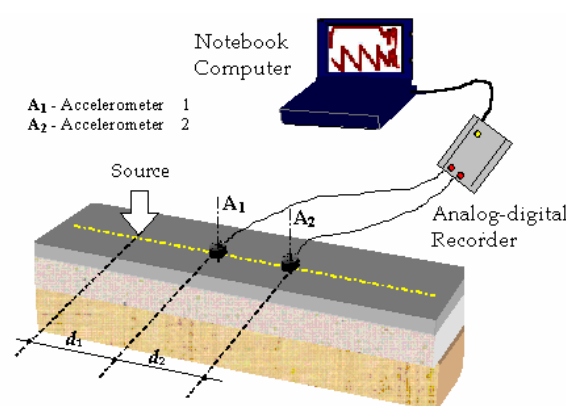 Notebook
Computer
A1 - Accelerometer 1
A2 - Accelerometer 2
Source
A1
A2
Analog-digital
Recorder
d1
d2